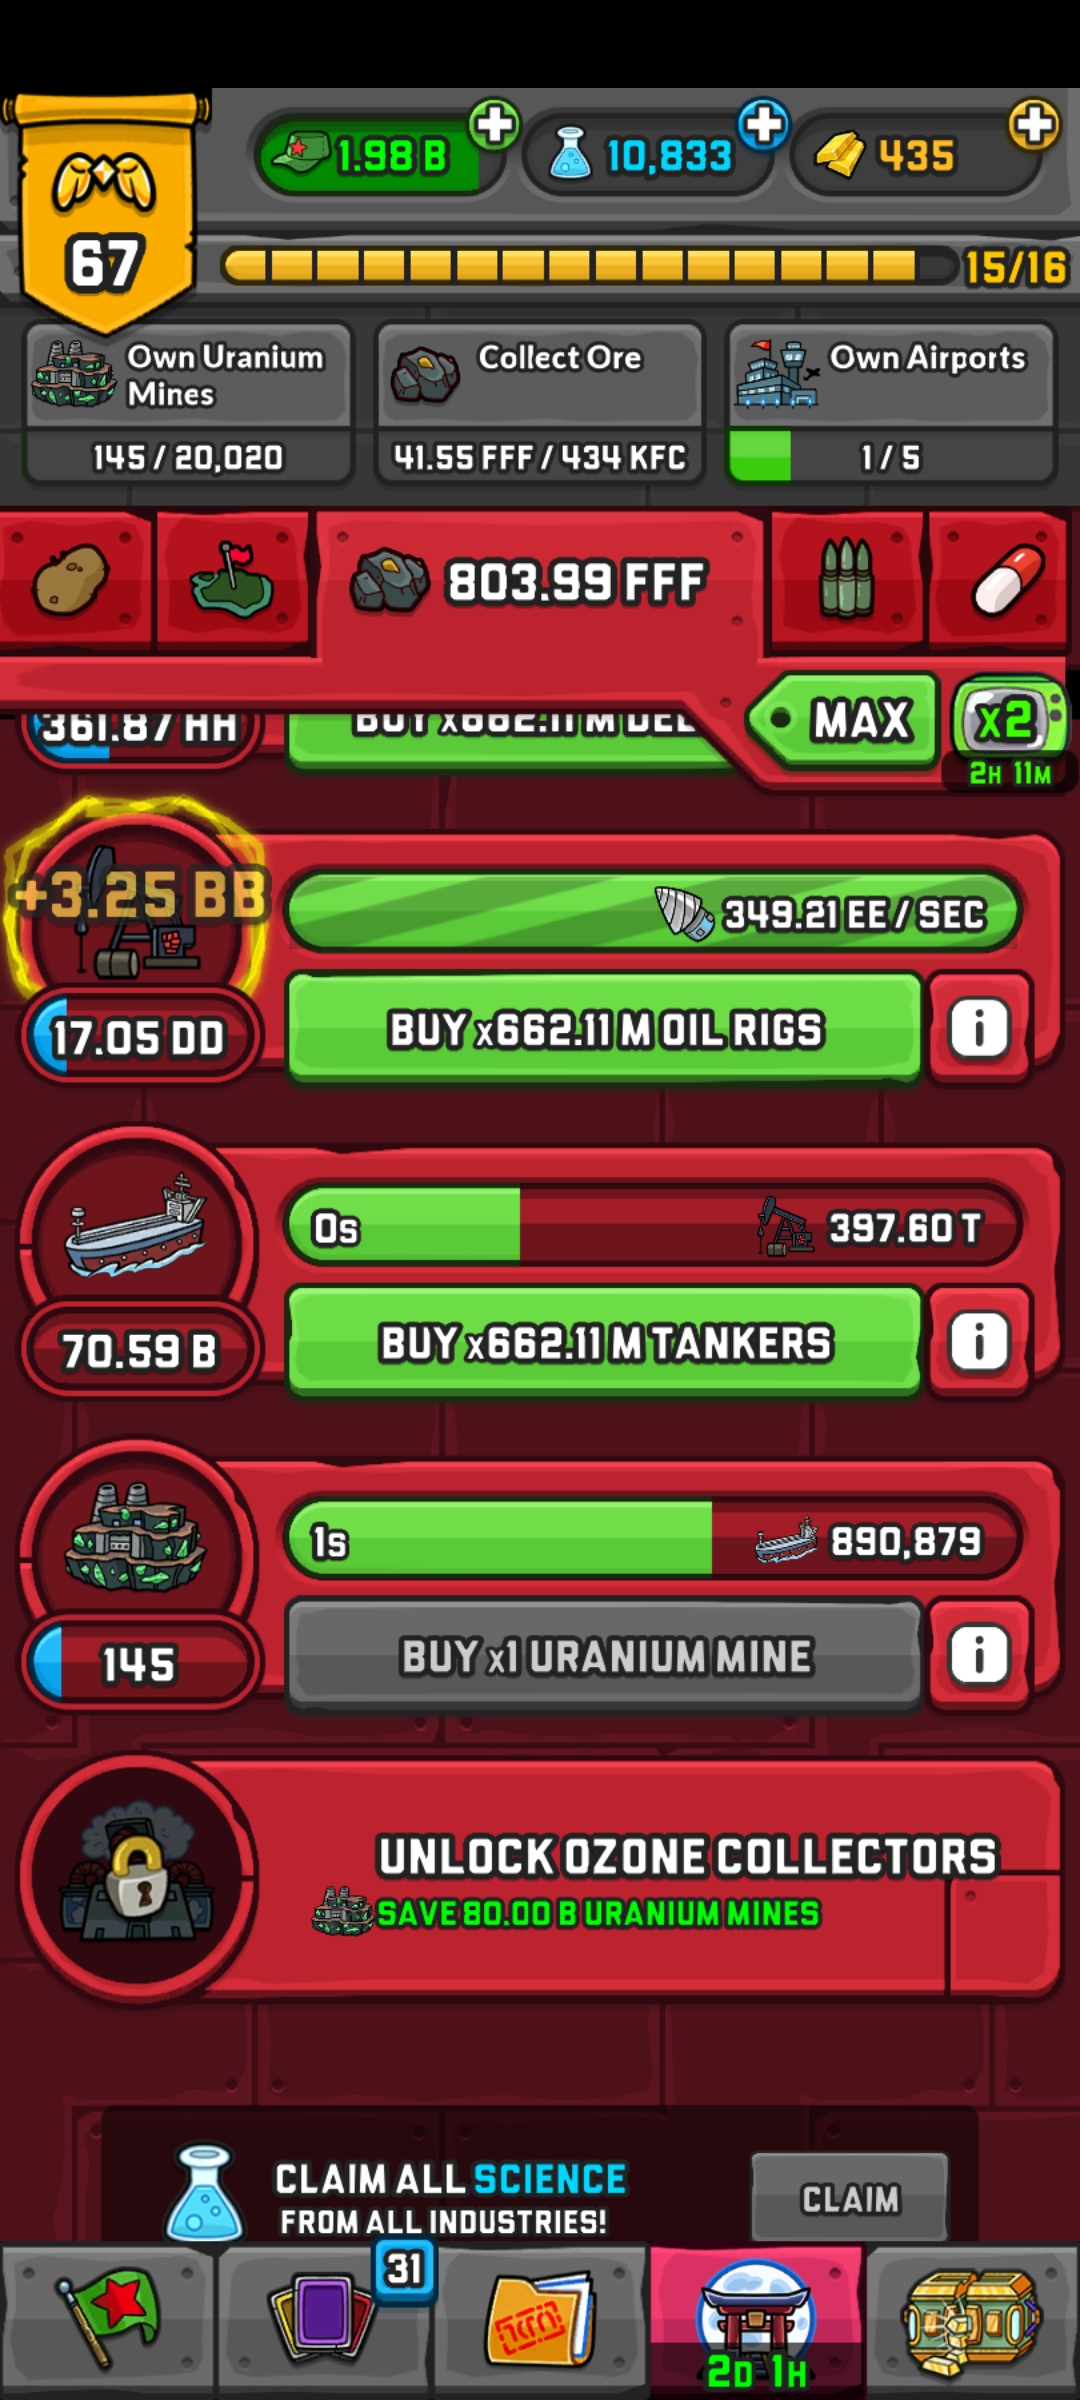 1.98 B
10,833
435
67
15/16
Own Uranium
Mines
145 / 20,020
Collect Ore
41.55 FFF / 434 KFC
Own Airports
1 / 5
803.99 FFF
MAX
x2
2H 11M
361.87 HH
BUY x662.11 M DEE
+3.25 BB
349.21 EE / SEC
17.05 DD
BUY x662.11 M OIL RIGS
i
0s
397.60 T
70.59 B
BUY x662.11 M TANKERS
i
1s
890,879
145
BUY x1 URANIUM MINE
i
UNLOCK OZONE COLLECTORS
SAVE 80.00 B URANIUM MINES
CLAIM ALL SCIENCE
FROM ALL INDUSTRIES!
CLAIM
31
2D 1H